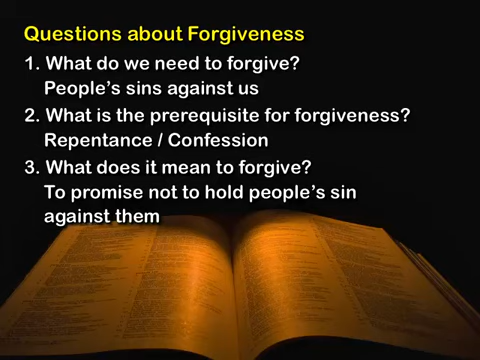 Questions about Forgiveness
1. What do we need to forgive?
People's sins against us
2. What is the prerequisite for forgiveness?
Repentance / Confession
3. What does it mean to forgive?
To promise not to hold people's sin
against them